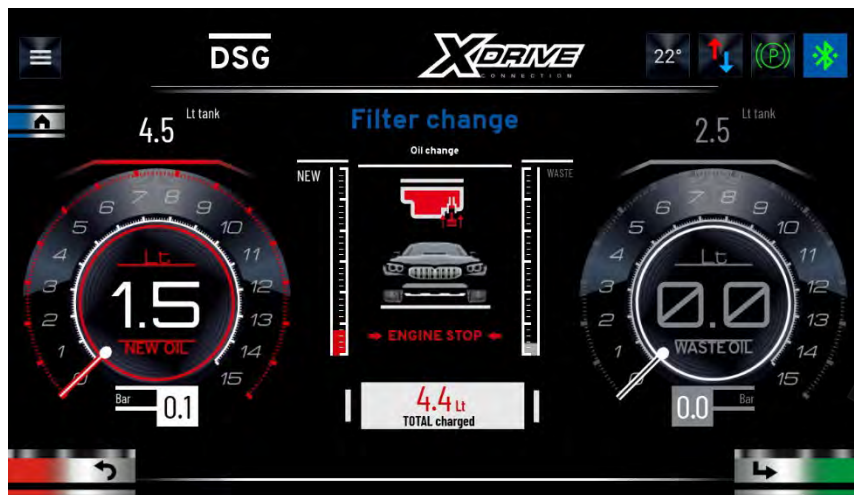 DSG
XDRIVE
CONNECTION
22°
(P)
4.5 Lt tank
Filter change
2.5 Lt tank
Oil change
NEW
WASTE
0 1 2 3 4 5 6 7 8 9 10 11 12 13 14 15
Lt
1.5
NEW OIL
Bar 0.1
ENGINE STOP
4.4 Lt
TOTAL charged
0 1 2 3 4 5 6 7 8 9 10 11 12 13 14 15
Lt
0.0
WASTE OIL
0.0 Bar